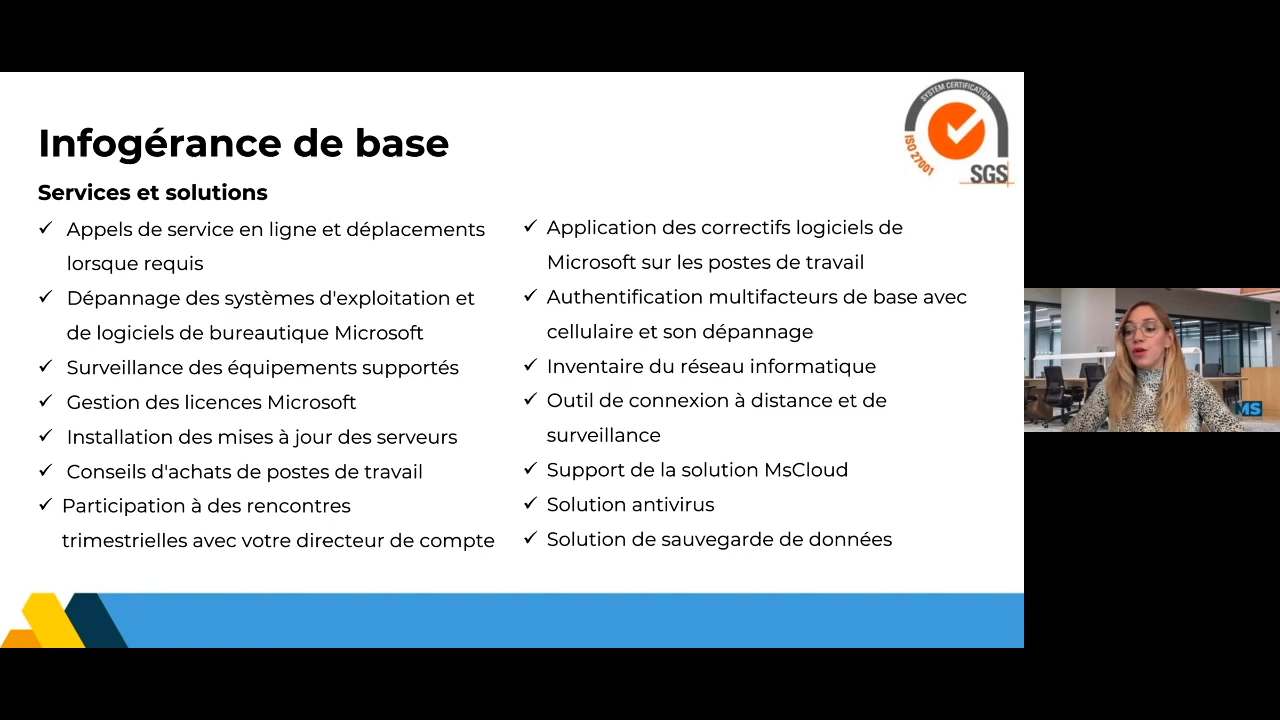 Infogérance de base
Services et solutions
✓ Appels de service en ligne et déplacements
lorsque requis
✓ Dépannage des systèmes d'exploitation et
de logiciels de bureautique Microsoft
✓ Surveillance des équipements supportés
✓ Gestion des licences Microsoft
✓ Installation des mises à jour des serveurs
✓ Conseils d'achats de postes de travail
✓ Participation à des rencontres
trimestrielles avec votre directeur de compte
✓ Application des correctifs logiciels de
Microsoft sur les postes de travail
✓ Authentification multifacteurs de base avec
cellulaire et son dépannage
✓ Inventaire du réseau informatique
✓ Outil de connexion à distance et de
surveillance
✓ Support de la solution MsCloud
✓ Solution antivirus
✓ Solution de sauvegarde de données
SYSTEM CERTIFICATION
ISO 27001
SGS
MS